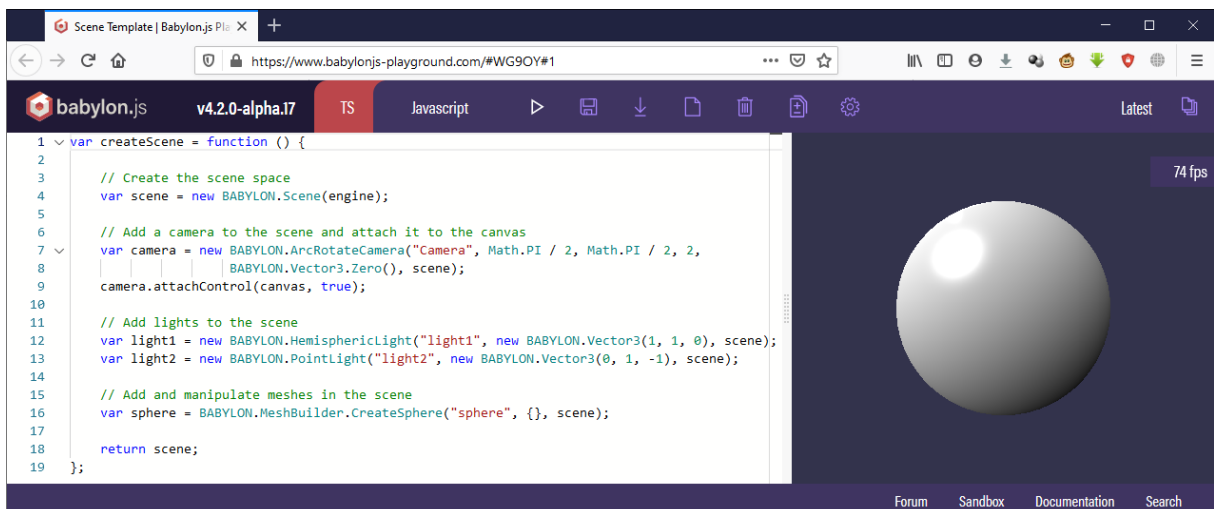 Scene Template | Babylon.js Pla
https://www.babylonjs-playground.com/#WG9OY#1
babylon.js v4.2.0-alpha.17 TS Javascript Latest
74 fps
1 var createScene = function () {
2
3 // Create the scene space
4 var scene = new BABYLON.Scene(engine);
5
6 // Add a camera to the scene and attach it to the canvas
7 var camera = new BABYLON.ArcRotateCamera("Camera", Math.PI / 2, Math.PI / 2, 2,
8 BABYLON.Vector3.Zero(), scene);
9 camera.attachControl(canvas, true);
10
11 // Add lights to the scene
12 var light1 = new BABYLON.HemisphericLight("light1", new BABYLON.Vector3(1, 1, 0), scene);
13 var light2 = new BABYLON.PointLight("light2", new BABYLON.Vector3(0, 1, -1), scene);
14
15 // Add and manipulate meshes in the scene
16 var sphere = BABYLON.MeshBuilder.CreateSphere("sphere", {}, scene);
17
18 return scene;
19 };
Forum Sandbox Documentation Search